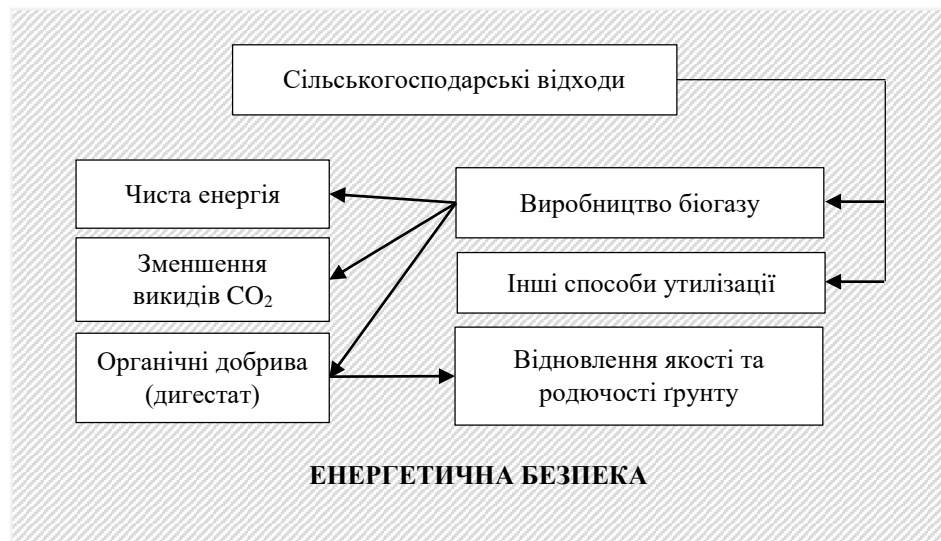 Сільськогосподарські відходи
Чиста енергія
Виробництво біогазу
Зменшення
викидів CO₂
Інші способи утилізації
Органічні добрива
(дигестат)
Відновлення якості та
родючості ґрунту
ЕНЕРГЕТИЧНА БЕЗПЕКА